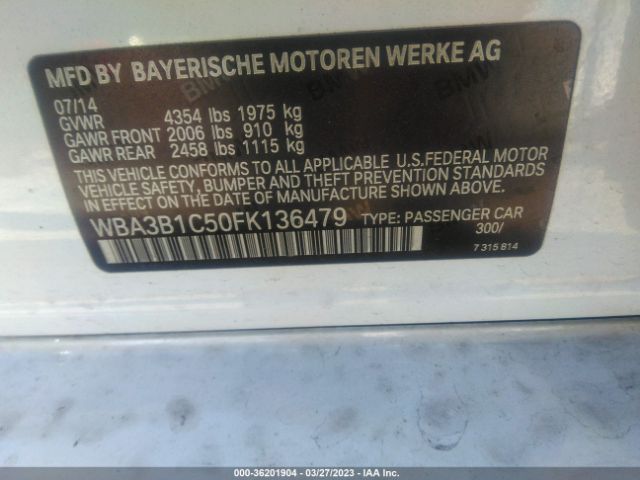 MFD BY BAYERISCHE MOTOREN WERKE AG
07/14
GVWR 4354 lbs 1975 kg
GAWR FRONT 2006 lbs 910 kg
GAWR REAR 2458 lbs 1115 kg
THIS VEHICLE CONFORMS TO ALL APPLICABLE U.S.FEDERAL MOTOR
VEHICLE SAFETY, BUMPER AND THEFT PREVENTION STANDARDS
IN EFFECT ON THE DATE OF MANUFACTURE SHOWN ABOVE.
WBA3B1C50FK136479 TYPE: PASSENGER CAR
300/
7 315 814
000-36201904 — 03/27/2023 — IAA Inc.